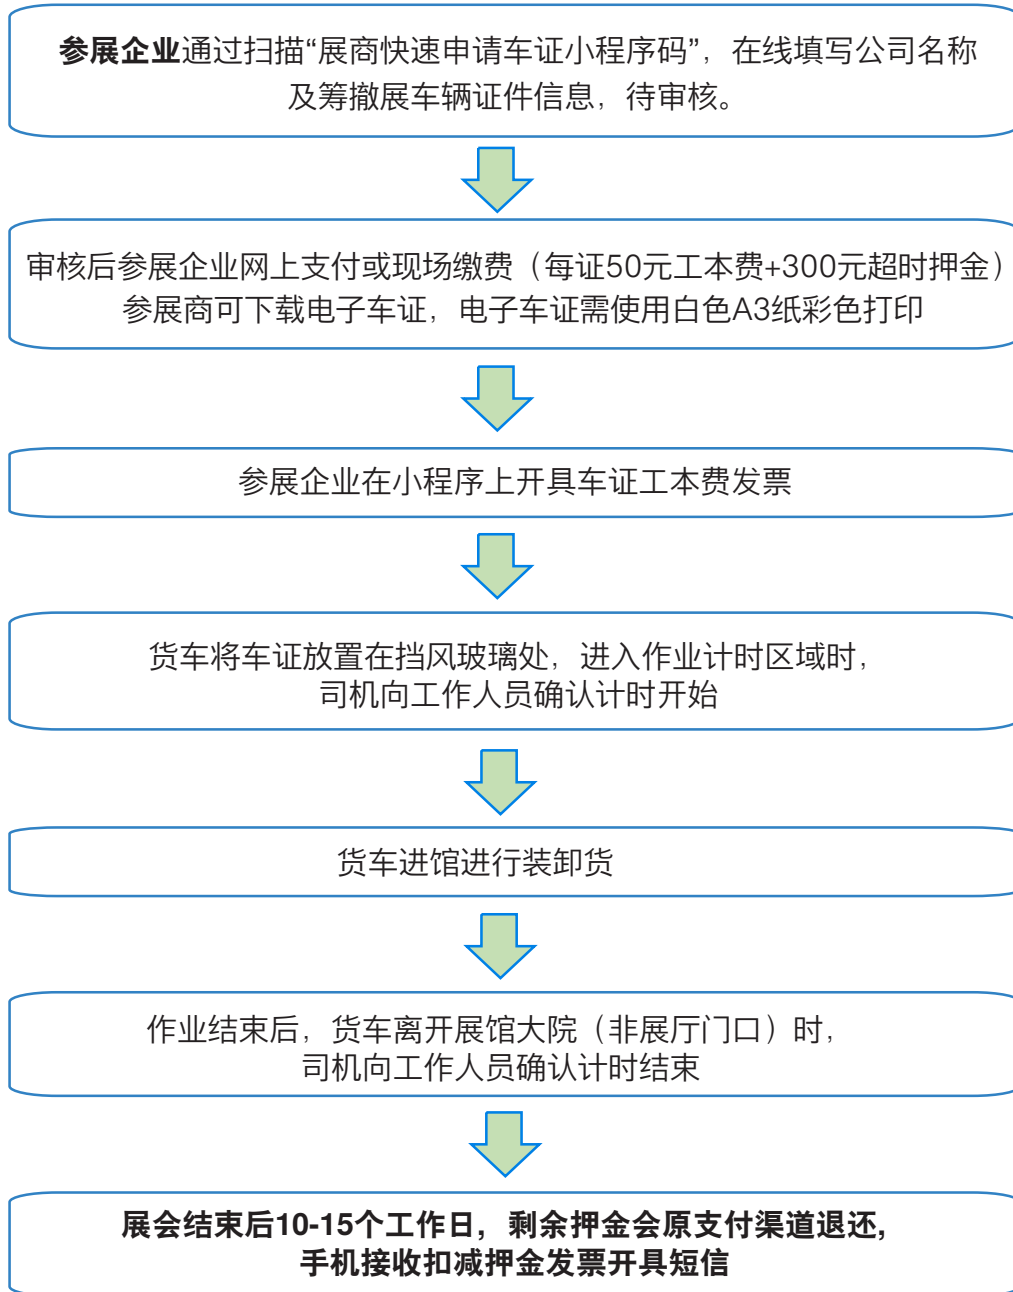 参展企业通过扫描“展商快速申请车证小程序码”，在线填写公司名称
及筹撤展车辆证件信息，待审核。
审核后参展企业网上支付或现场缴费（每证50元工本费+300元超时押金）
参展商可下载电子车证，电子车证需使用白色A3纸彩色打印
参展企业在小程序上开具车证工本费发票
货车将车证放置在挡风玻璃处，进入作业计时区域时，
司机向工作人员确认计时开始
货车进馆进行装卸货
作业结束后，货车离开展馆大院（非展厅门口）时，
司机向工作人员确认计时结束
展会结束后10-15个工作日，剩余押金会原支付渠道退还，
手机接收扣减押金发票开具短信